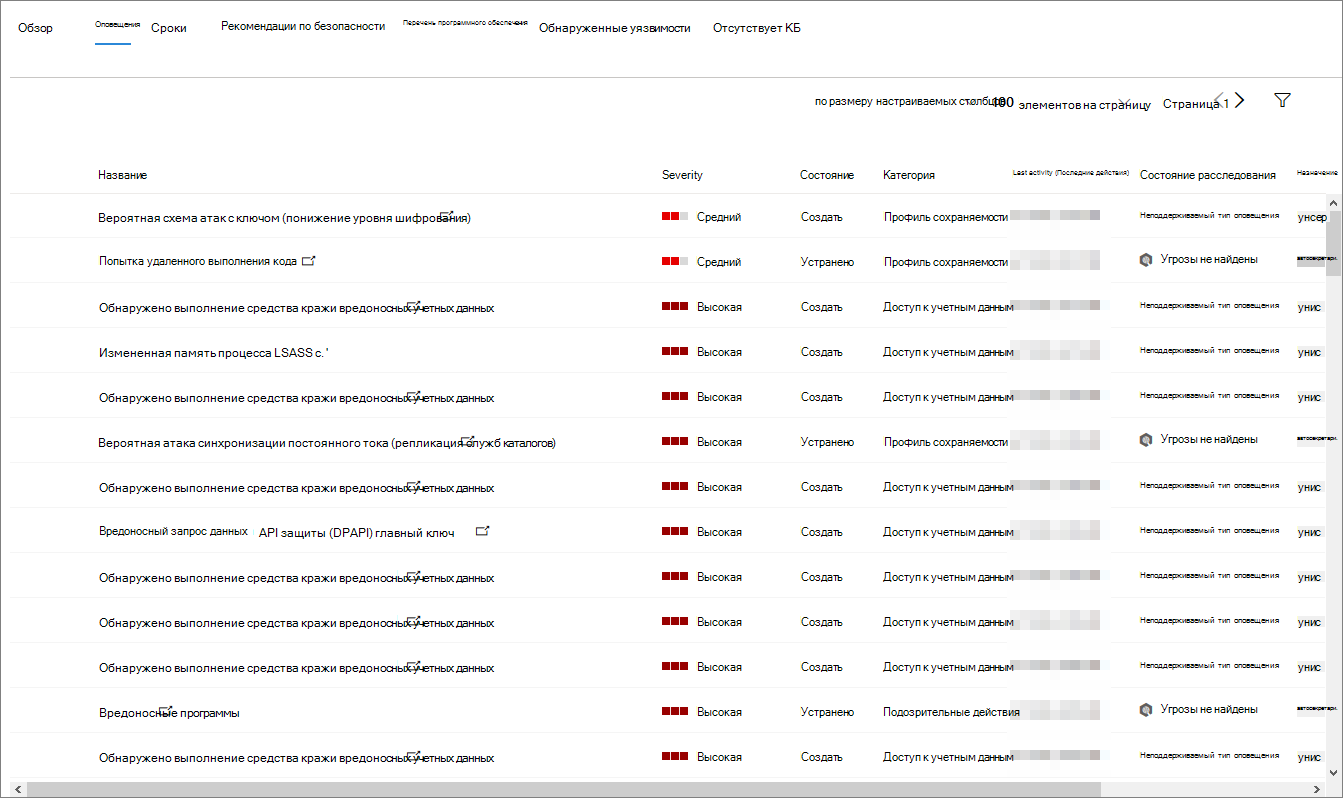 Обзор Оповещения Сроки Рекомендации по безопасности Перечень программного обеспечения Обнаруженные уязвимости Отсутствует КБ
по размеру настраиваемых столбцов 100 элементов на страницу Страница 1
Название Severity Состояние Категория Last activity (Последние действия) Состояние расследования Назначение
Вероятная схема атак с ключом (понижение уровня шифрования) Средний Создать Профиль сохраняемости Неподдерживаемый тип оповещения унсер
Попытка удаленного выполнения кода Средний Устранено Профиль сохраняемости Угрозы не найдены автосекретари.
Обнаружено выполнение средства кражи вредоносных учетных данных Высокая Создать Доступ к учетным данным Неподдерживаемый тип оповещения унис
Измененная память процесса LSASS с. ' Высокая Создать Доступ к учетным данным Неподдерживаемый тип оповещения унис
Обнаружено выполнение средства кражи вредоносных учетных данных Высокая Создать Доступ к учетным данным Неподдерживаемый тип оповещения унис
Вероятная атака синхронизации постоянного тока (репликация служб каталогов) Высокая Устранено Профиль сохраняемости Угрозы не найдены автосекретари.
Обнаружено выполнение средства кражи вредоносных учетных данных Высокая Создать Доступ к учетным данным Неподдерживаемый тип оповещения унис
Вредоносный запрос данных API защиты (DPAPI) главный ключ Высокая Создать Доступ к учетным данным Неподдерживаемый тип оповещения унис
Обнаружено выполнение средства кражи вредоносных учетных данных Высокая Создать Доступ к учетным данным Неподдерживаемый тип оповещения унис
Обнаружено выполнение средства кражи вредоносных учетных данных Высокая Создать Доступ к учетным данным Неподдерживаемый тип оповещения унис
Обнаружено выполнение средства кражи вредоносных учетных данных Высокая Создать Доступ к учетным данным Неподдерживаемый тип оповещения унис
Вредоносные программы Высокая Устранено Подозрительные действия Угрозы не найдены автосекретари.
Обнаружено выполнение средства кражи вредоносных учетных данных Высокая Создать Доступ к учетным данным Неподдерживаемый тип оповещения унис